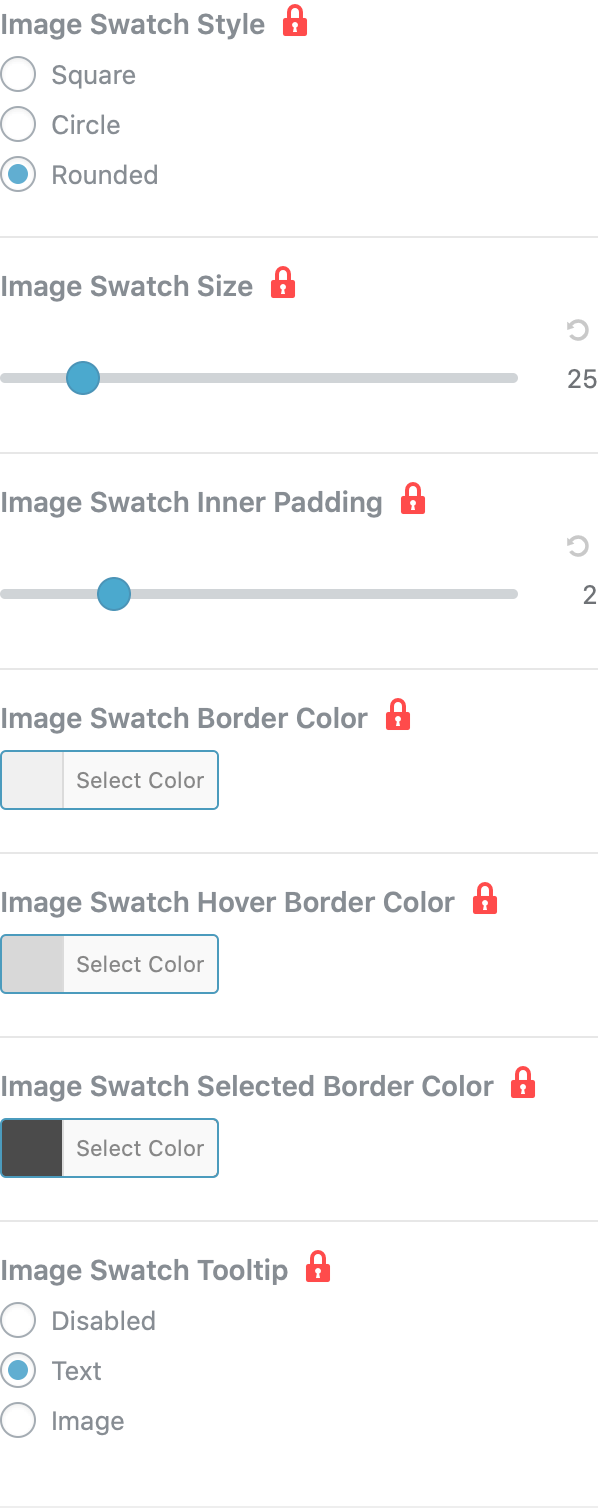 Image Swatch Style
Square
Circle
Rounded
Image Swatch Size
25
Image Swatch Inner Padding
2
Image Swatch Border Color
Select Color
Image Swatch Hover Border Color
Select Color
Image Swatch Selected Border Color
Select Color
Image Swatch Tooltip
Disabled
Text
Image